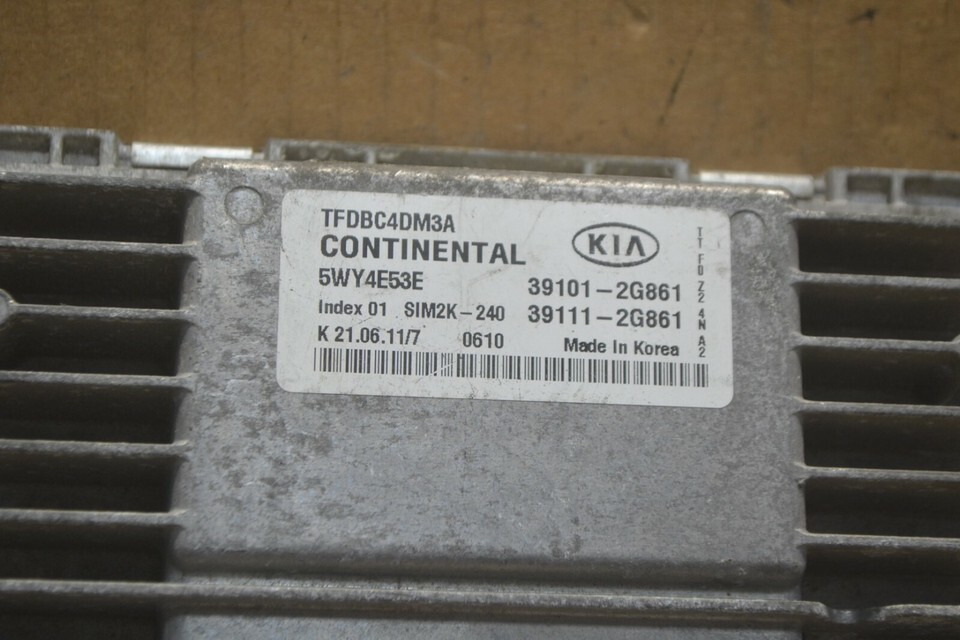 TFDBC4DM3A
CONTINENTAL
KIA
5WY4E53E
39101-2G861
Index 01 SIM2K-240
39111-2G861
K 21.06.11/7 0610 Made In Korea
TTFDZ24NA2